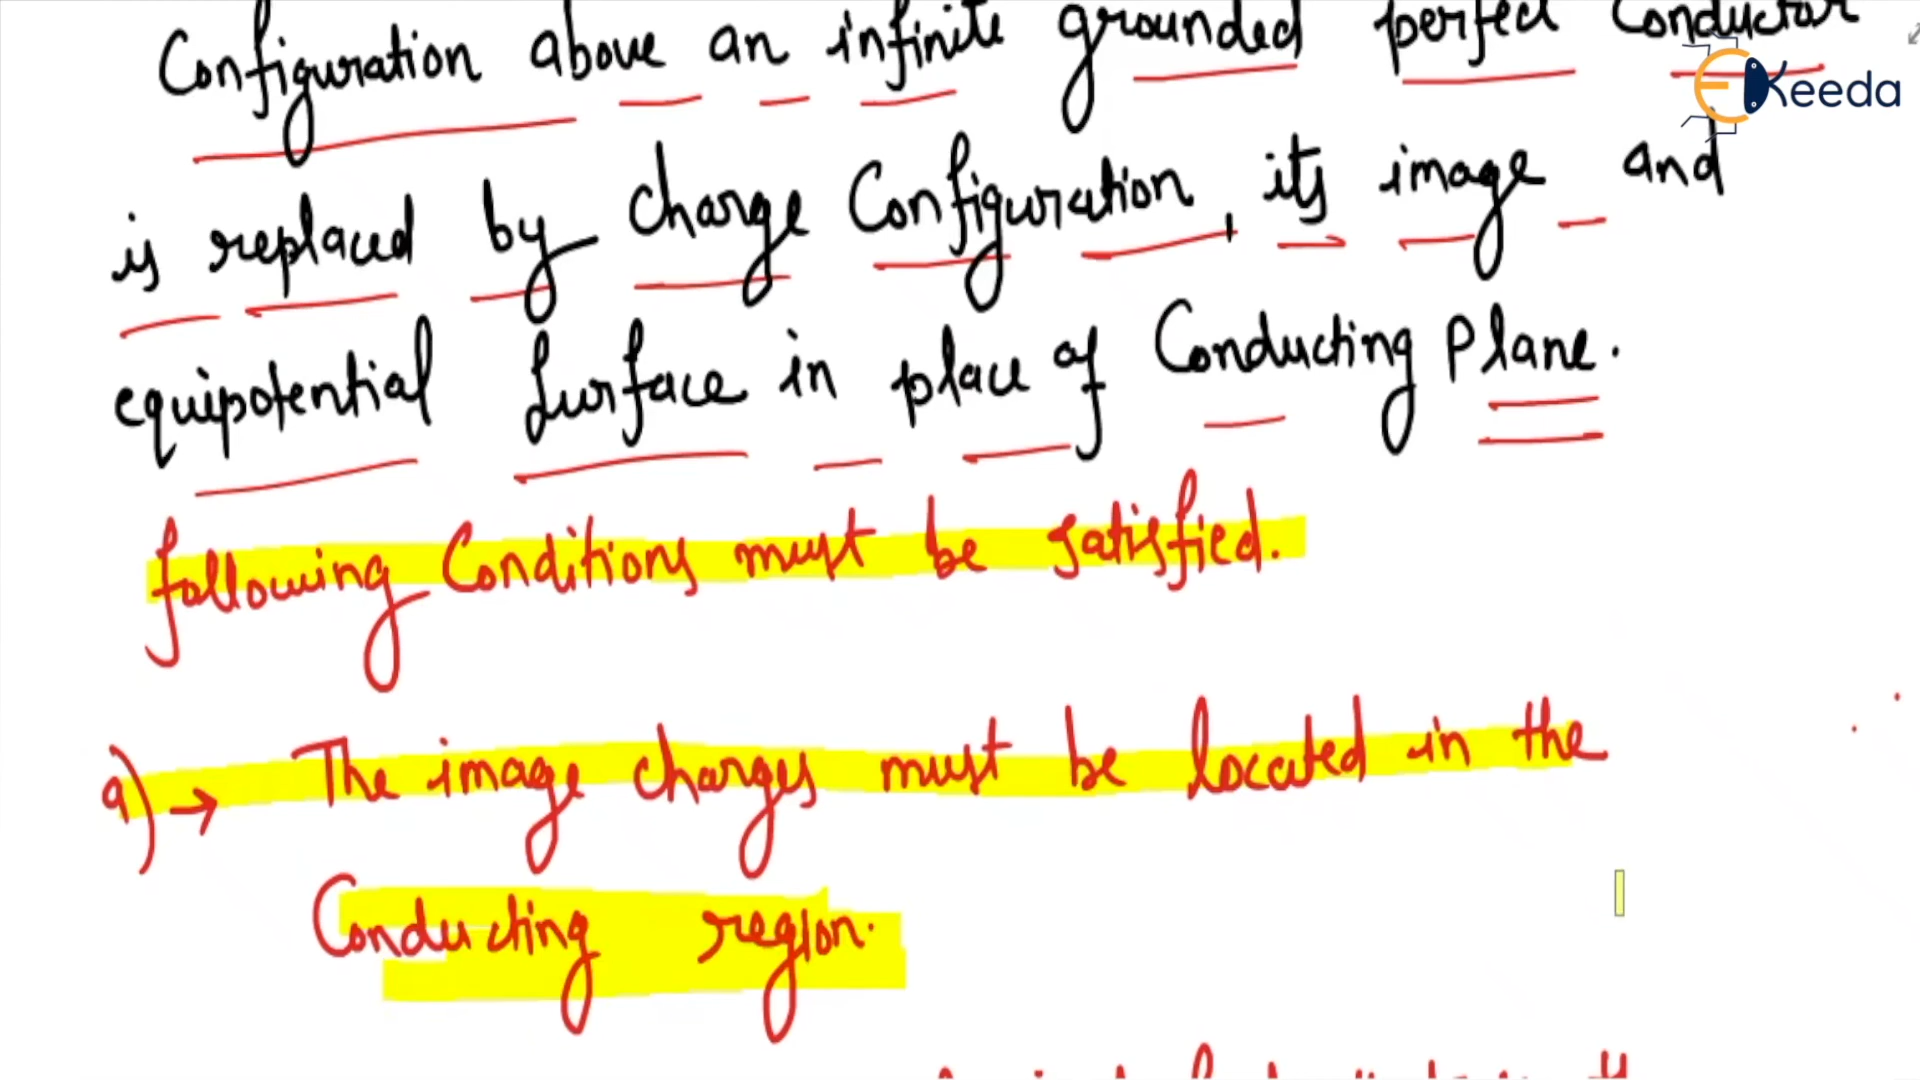 Configuration above an infinite grounded perfect Conductor
EKeeda
is replaced by charge Configuration, its image and
equipotential Surface in place of Conducting Plane.
following Conditions must be satisfied.
a) → The image charges must be located in the
Conducting region.